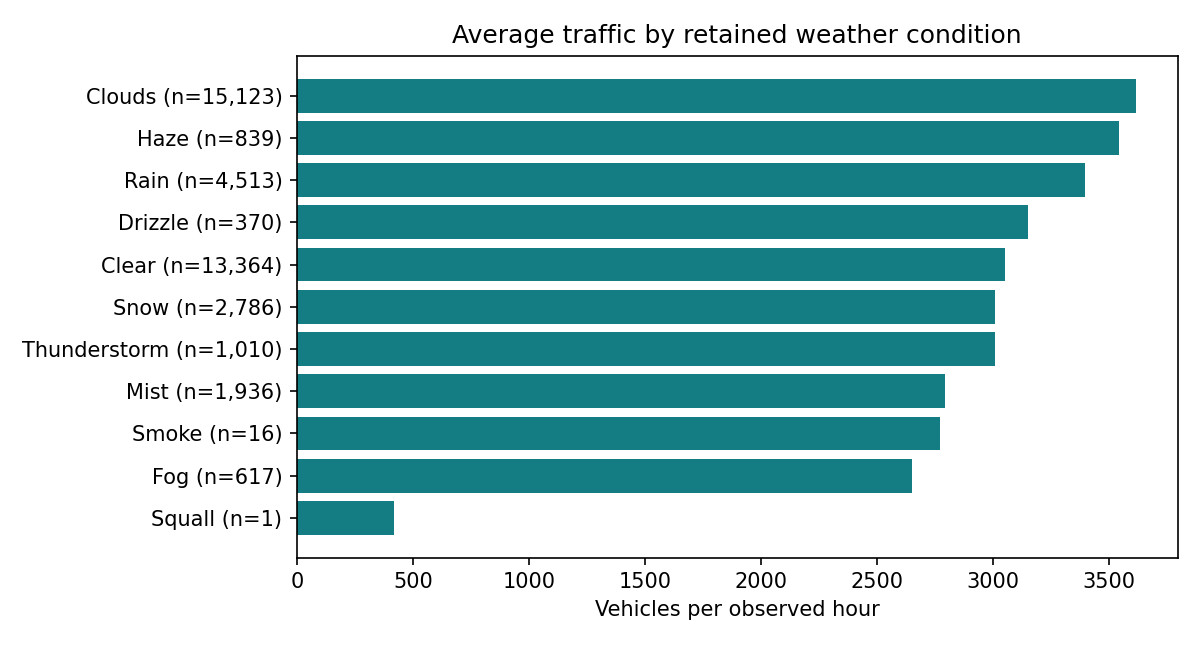 Average traffic by retained weather condition
Clouds (n=15,123)
Haze (n=839)
Rain (n=4,513)
Drizzle (n=370)
Clear (n=13,364)
Snow (n=2,786)
Thunderstorm (n=1,010)
Mist (n=1,936)
Smoke (n=16)
Fog (n=617)
Squall (n=1)
0 500 1000 1500 2000 2500 3000 3500
Vehicles per observed hour